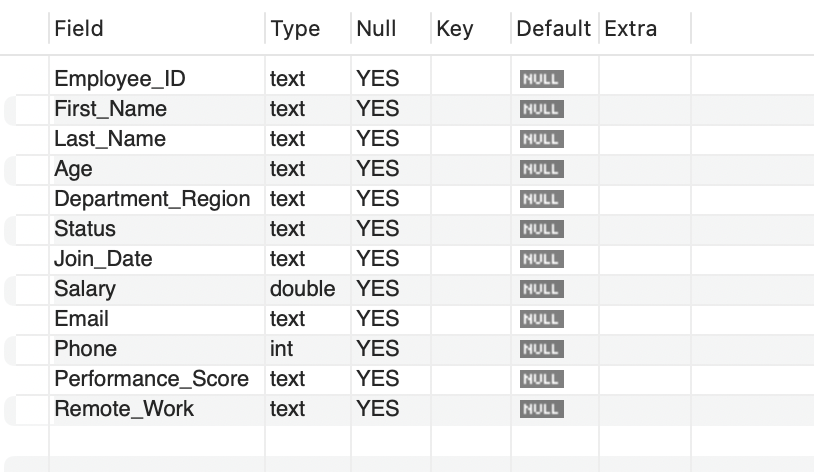 Field Type Null Key Default Extra
Employee_ID text YES NULL
First_Name text YES NULL
Last_Name text YES NULL
Age text YES NULL
Department_Region text YES NULL
Status text YES NULL
Join_Date text YES NULL
Salary double YES NULL
Email text YES NULL
Phone int YES NULL
Performance_Score text YES NULL
Remote_Work text YES NULL